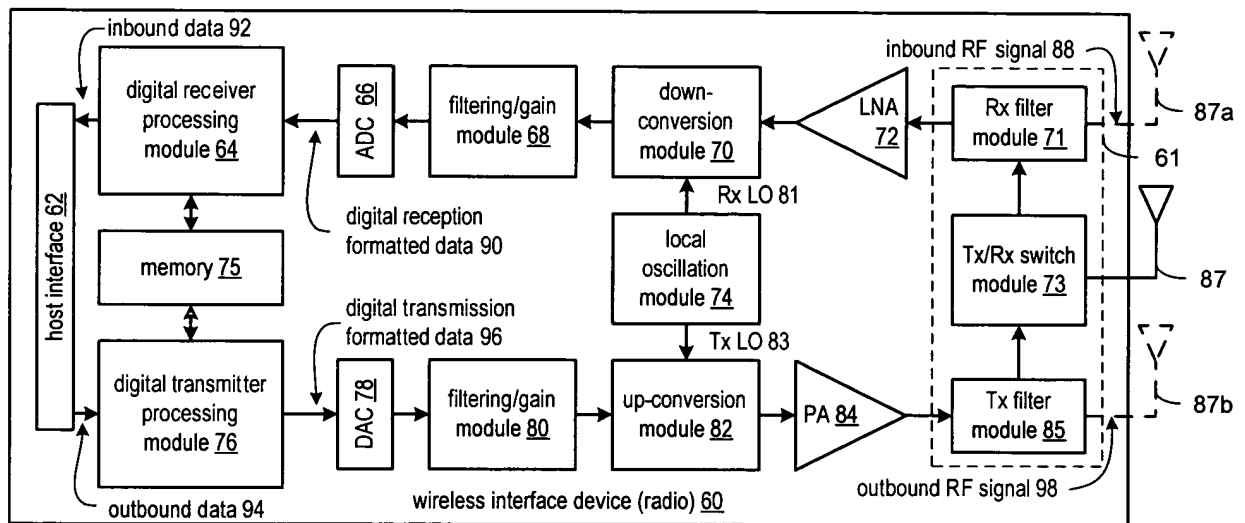 inbound data 92
digital receiver
processing
module 64
ADC 66
filtering/gain
module 68
down-
conversion
module 70
LNA
72
inbound RF signal 88
Rx filter
module 71
87a
61
digital reception
formatted data 90
Rx LO 81
host interface 62
memory 75
local
oscillation
module 74
Tx/Rx switch
module 73
87
digital transmission
formatted data 96
Tx LO 83
digital transmitter
processing
module 76
DAC 78
filtering/gain
module 80
up-conversion
module 82
PA 84
Tx filter
module 85
87b
outbound data 94
wireless interface device (radio) 60
outbound RF signal 98